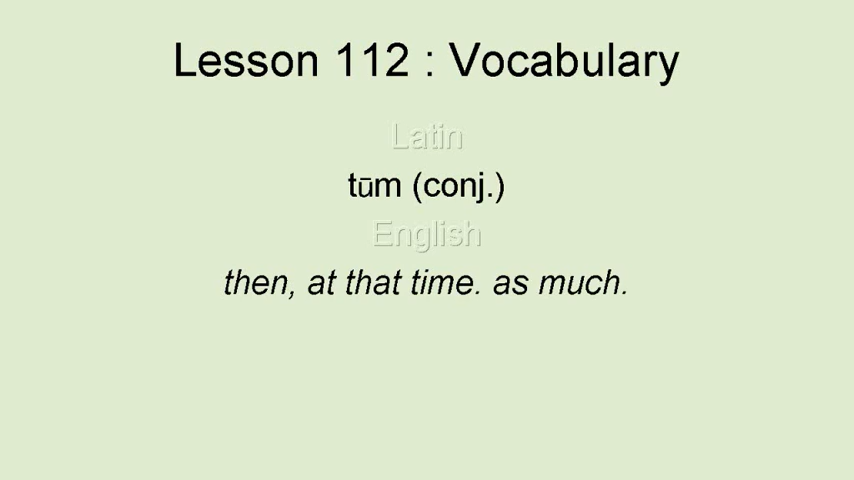 Lesson 112 : Vocabulary
Latin
tūm (conj.)
English
then, at that time. as much.